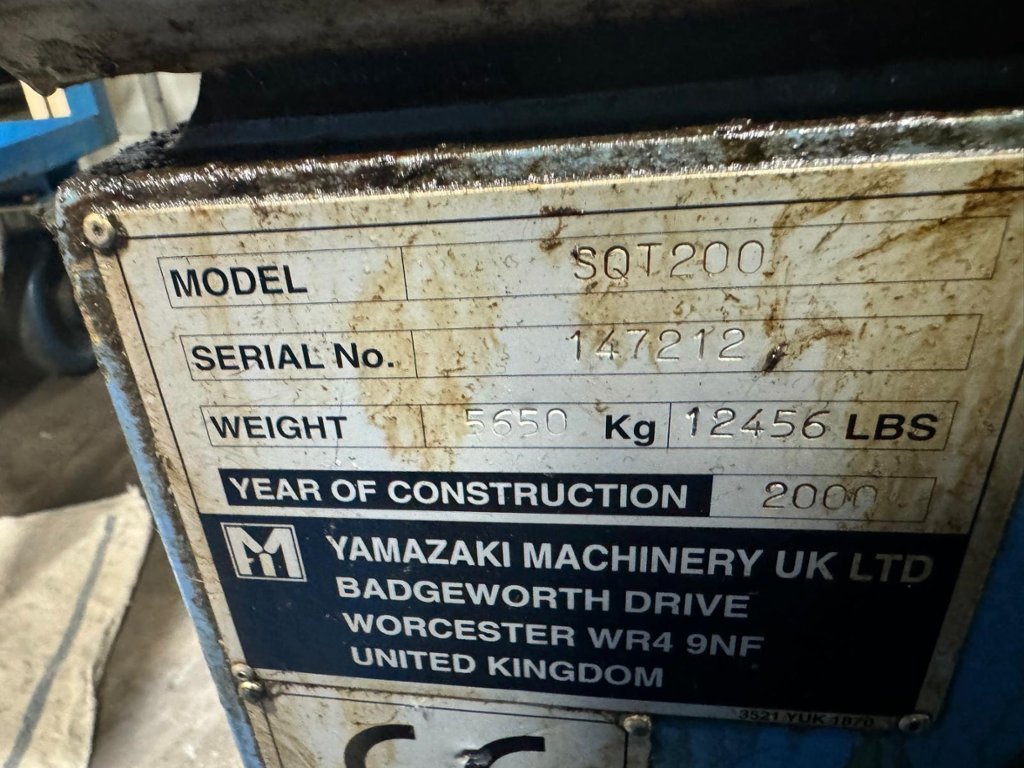 MODEL SQT200
SERIAL No. 147212
WEIGHT 5650 Kg 12456 LBS
YEAR OF CONSTRUCTION 2000
YAMAZAKI MACHINERY UK LTD
BADGEWORTH DRIVE
WORCESTER WR4 9NF
UNITED KINGDOM
3521 YUK 1870
CE